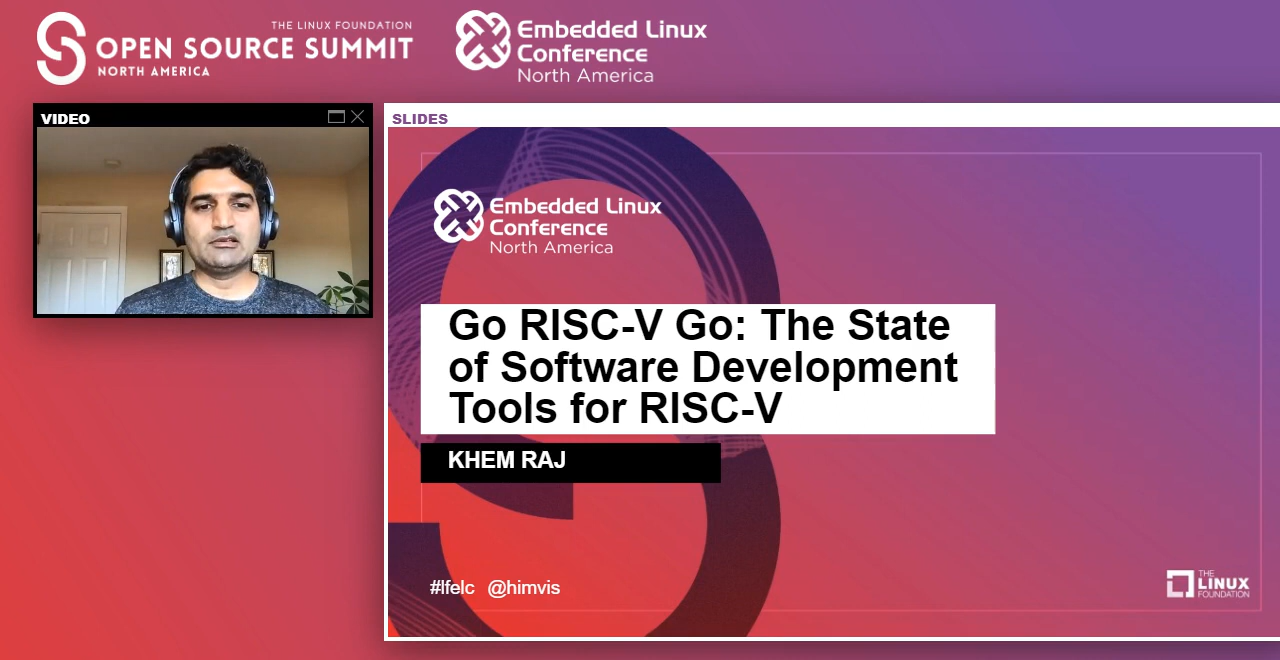 THE LINUX FOUNDATION
OPEN SOURCE SUMMIT
NORTH AMERICA
Embedded Linux
Conference
North America
VIDEO
SLIDES
Embedded Linux
Conference
North America
Go RISC-V Go: The State
of Software Development
Tools for RISC-V
KHEM RAJ
#lfelc @himvis
THE
LINUX
FOUNDATION